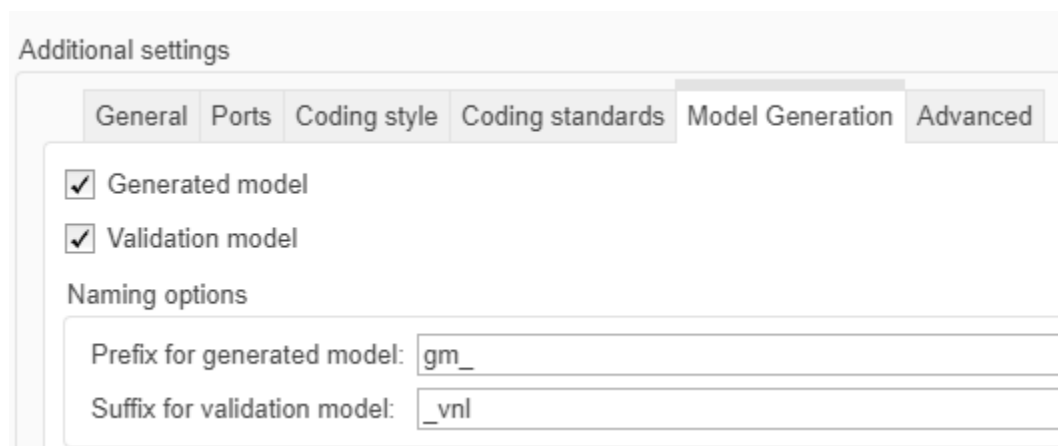 Additional settings
General Ports Coding style Coding standards Model Generation Advanced
Generated model
Validation model
Naming options
Prefix for generated model: gm_
Suffix for validation model: _vnl